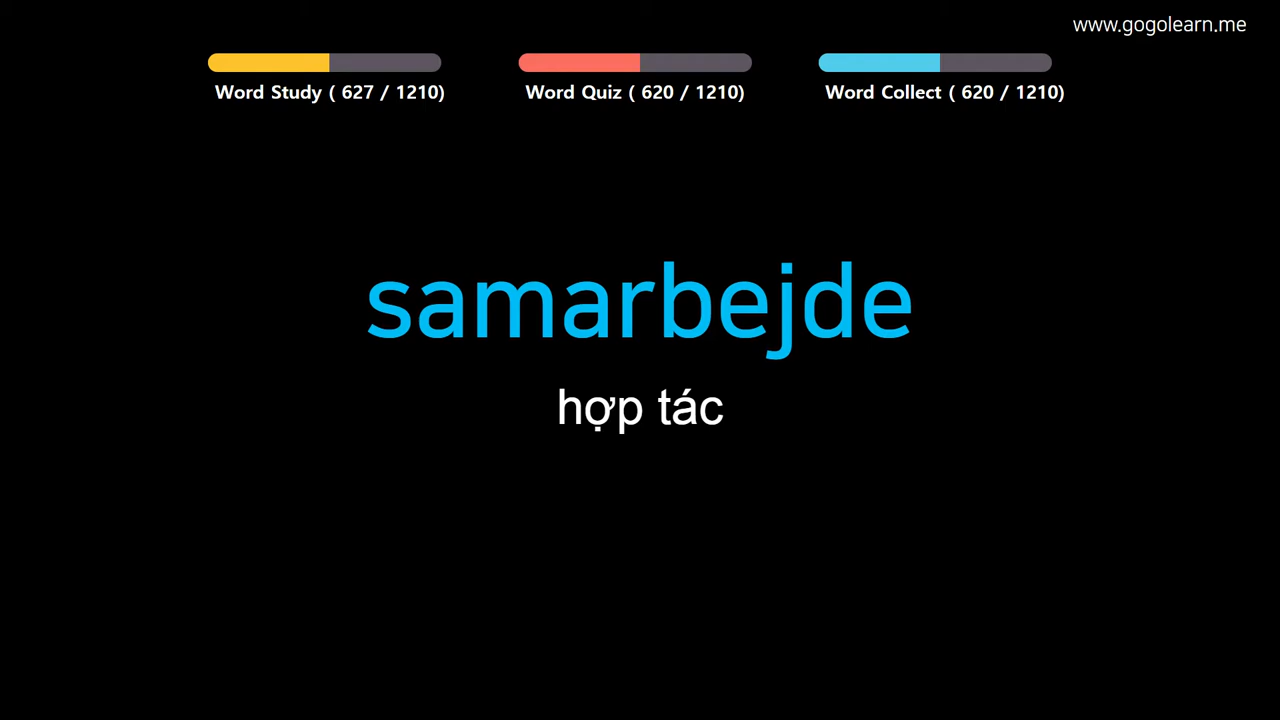 www.gogolearn.me
Word Study ( 627 / 1210)
Word Quiz ( 620 / 1210)
Word Collect ( 620 / 1210)
samarbejde
hợp tác